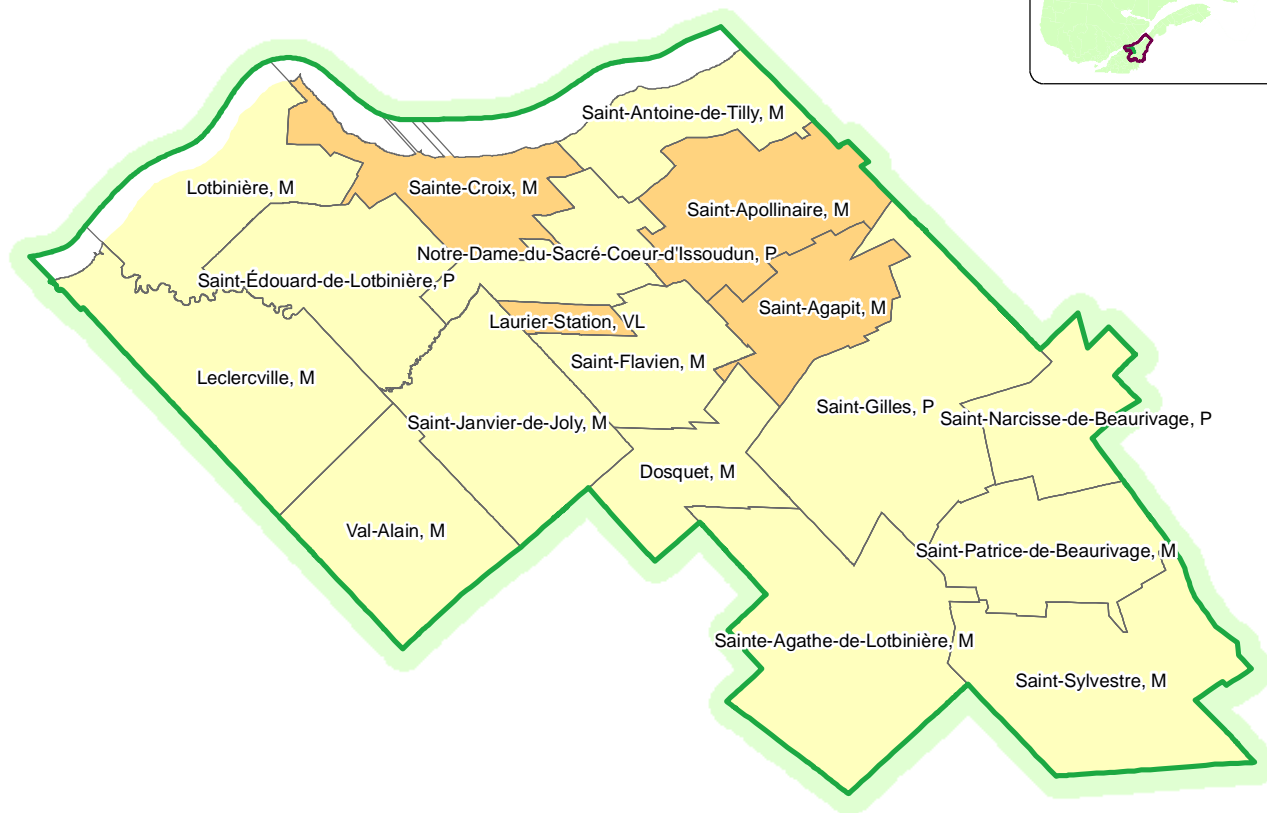 Saint-Antoine-de-Tilly, M
Lotbinière, M
Sainte-Croix, M
Saint-Apollinaire, M
Notre-Dame-du-Sacré-Coeur-d'Issoudun, P
Saint-Édouard-de-Lotbinière, P
Saint-Agapit, M
Laurier-Station, VL
Saint-Flavien, M
Leclercville, M
Saint-Gilles, P
Saint-Narcisse-de-Beaurivage, P
Saint-Janvier-de-Joly, M
Dosquet, M
Val-Alain, M
Saint-Patrice-de-Beaurivage, M
Sainte-Agathe-de-Lotbinière, M
Saint-Sylvestre, M